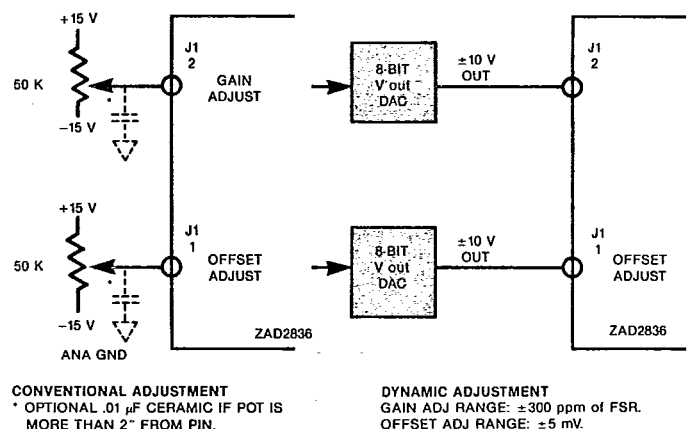 +15 V
50 K
−15 V
J1
2
GAIN
ADJUST
*
+15 V
50 K
−15 V
J1
1
OFFSET
ADJUST
*
ANA GND
ZAD2836
8-BIT
V out
DAC
±10 V
OUT
J1
2
8-BIT
V out
DAC
±10 V
OUT
J1
1
OFFSET
ADJUST
ZAD2836
CONVENTIONAL ADJUSTMENT
* OPTIONAL .01 µF CERAMIC IF POT IS
MORE THAN 2" FROM PIN.
DYNAMIC ADJUSTMENT
GAIN ADJ RANGE: ±300 ppm of FSR.
OFFSET ADJ RANGE: ±5 mV.